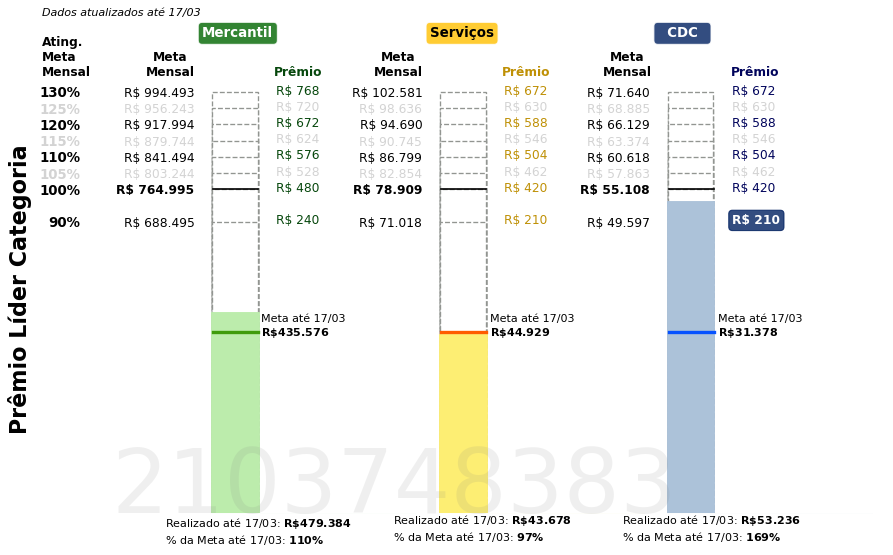 Dados atualizados até 17/03
Mercantil Serviços CDC
Ating. Meta Mensal Meta Mensal Prêmio Meta Mensal Prêmio Meta Mensal Prêmio
130% R$ 994.493 R$ 768 R$ 102.581 R$ 672 R$ 71.640 R$ 672
125% R$ 956.243 R$ 720 R$ 98.636 R$ 630 R$ 68.885 R$ 630
120% R$ 917.994 R$ 672 R$ 94.690 R$ 588 R$ 66.129 R$ 588
115% R$ 879.744 R$ 624 R$ 90.745 R$ 546 R$ 63.374 R$ 546
110% R$ 841.494 R$ 576 R$ 86.799 R$ 504 R$ 60.618 R$ 504
105% R$ 803.244 R$ 528 R$ 82.854 R$ 462 R$ 57.863 R$ 462
100% R$ 764.995 R$ 480 R$ 78.909 R$ 420 R$ 55.108 R$ 420
90% R$ 688.495 R$ 240 R$ 71.018 R$ 210 R$ 49.597 R$ 210
Prêmio Líder Categoria
Meta até 17/03 Meta até 17/03 Meta até 17/03
R$435.576 R$44.929 R$31.378
2103748383
Realizado até 17/03: R$479.384 Realizado até 17/03: R$43.678 Realizado até 17/03: R$53.236
% da Meta até 17/03: 110% % da Meta até 17/03: 97% % da Meta até 17/03: 169%